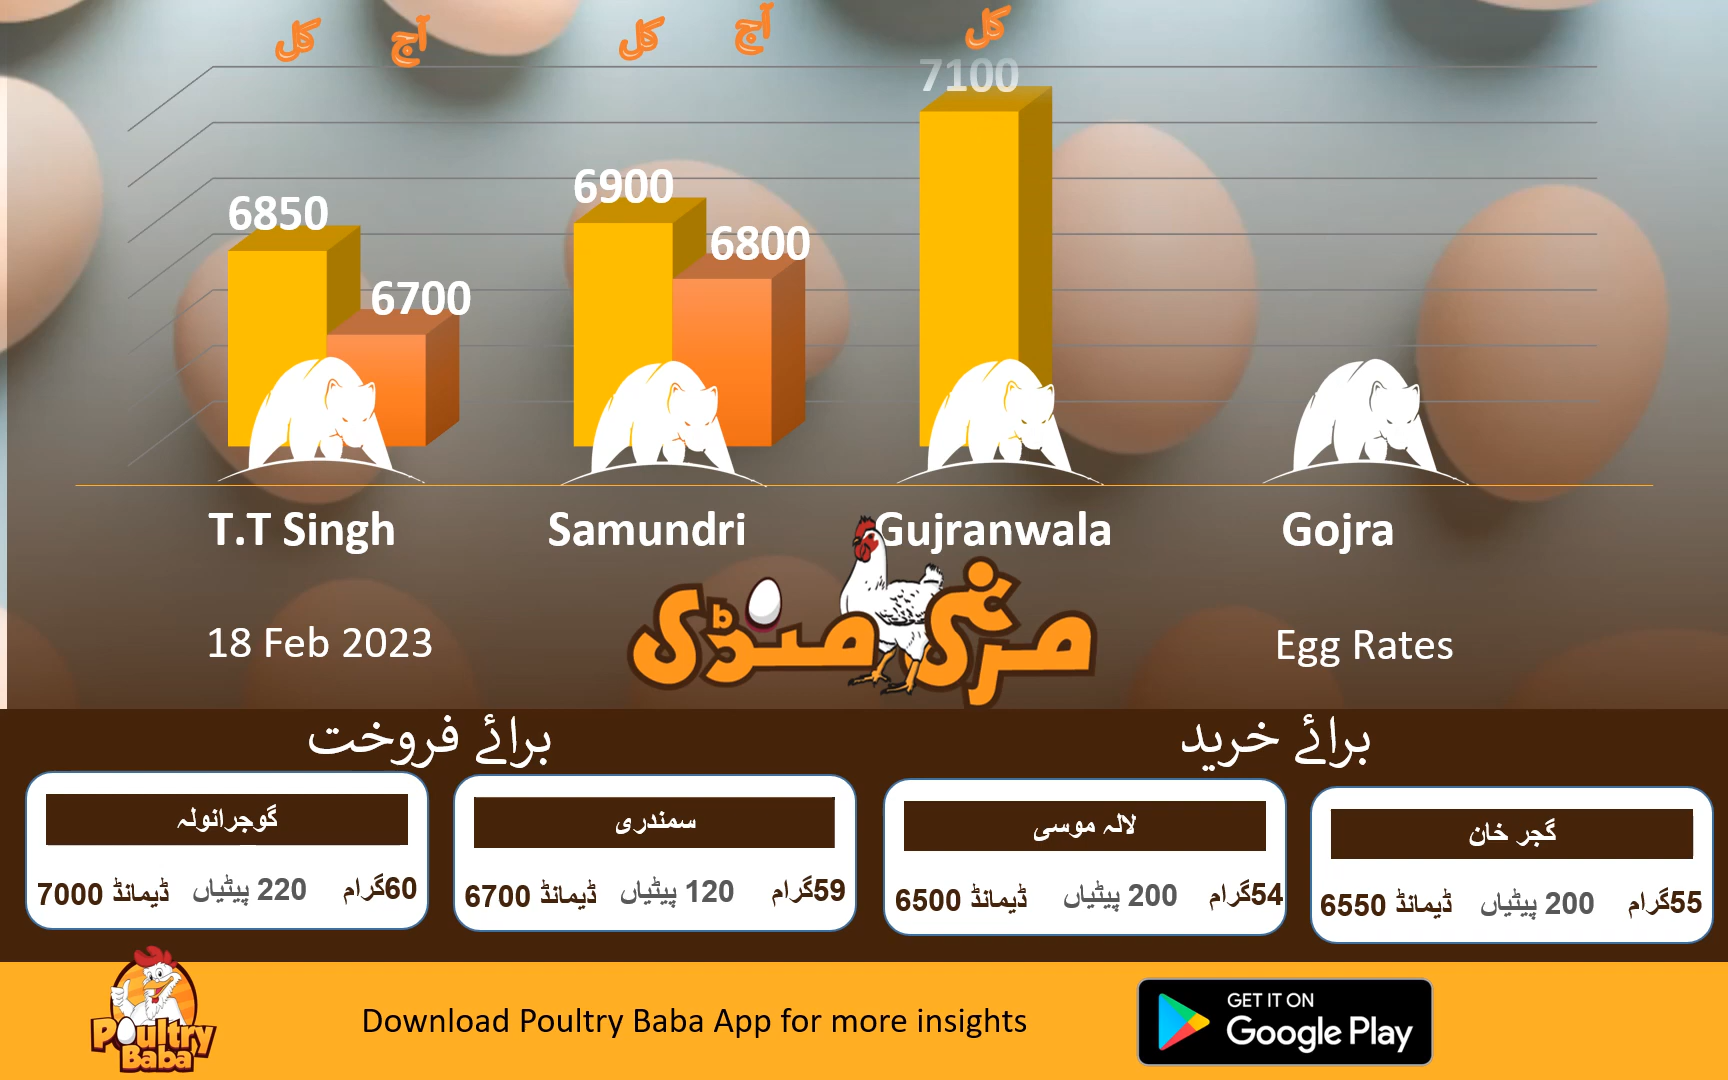 کل
آج
کل
آج
کل
6850
6700
6900
6800
7100
T.T Singh
Samundri
Gujranwala
Gojra
18 Feb 2023
مرغی منڈی
Egg Rates
برائے فروخت
برائے خرید
گوجرانولہ
60گرام 220 پیٹیاں ڈیمانڈ 7000
سمندری
59گرام 120 پیٹیاں ڈیمانڈ 6700
لالہ موسی
54گرام 200 پیٹیاں ڈیمانڈ 6500
گجر خان
55گرام 200 پیٹیاں ڈیمانڈ 6550
Poultry
Baba
Download Poultry Baba App for more insights
GET IT ON
Google Play